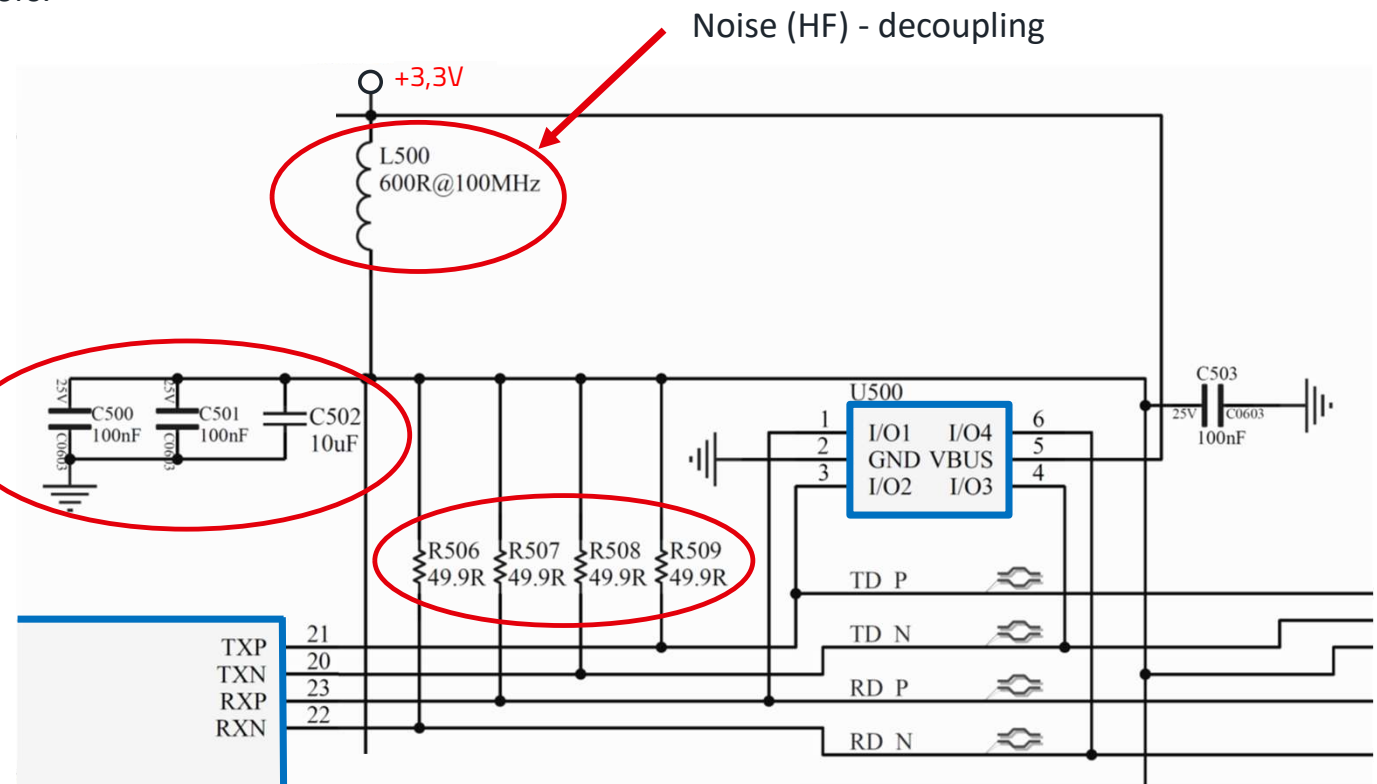 Noise (HF) - decoupling
+3,3V
L500
600R@100MHz
25V
C500
100nF
C0603
25V
C501
100nF
C0603
C502
10uF
C503
25V
C0603
100nF
U500
1
I/O1
I/O4
6
2
GND
VBUS
5
3
I/O2
I/O3
4
R506
49.9R
R507
49.9R
R508
49.9R
R509
49.9R
TD P
TD N
RD P
RD N
TXP
21
TXN
20
RXP
23
RXN
22